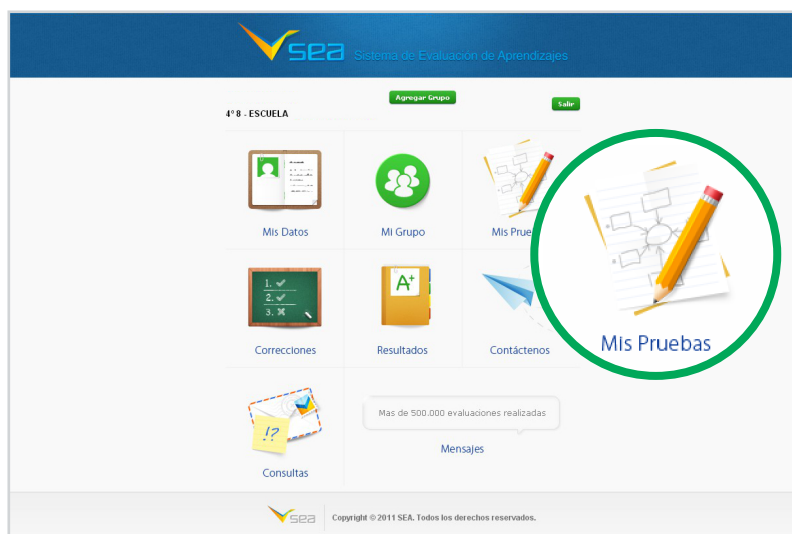 sea Sistema de Evaluación de Aprendizajes
Agregar Grupo
Salir
4º 8 - ESCUELA
Mis Datos
Mi Grupo
Mis Prue
1.
2.
3.
A+
Mis Pruebas
Correcciones
Resultados
Contáctenos
!?
Mas de 500.000 evaluaciones realizadas
Mensajes
Consultas
sea
Copyright © 2011 SEA. Todos los derechos reservados.